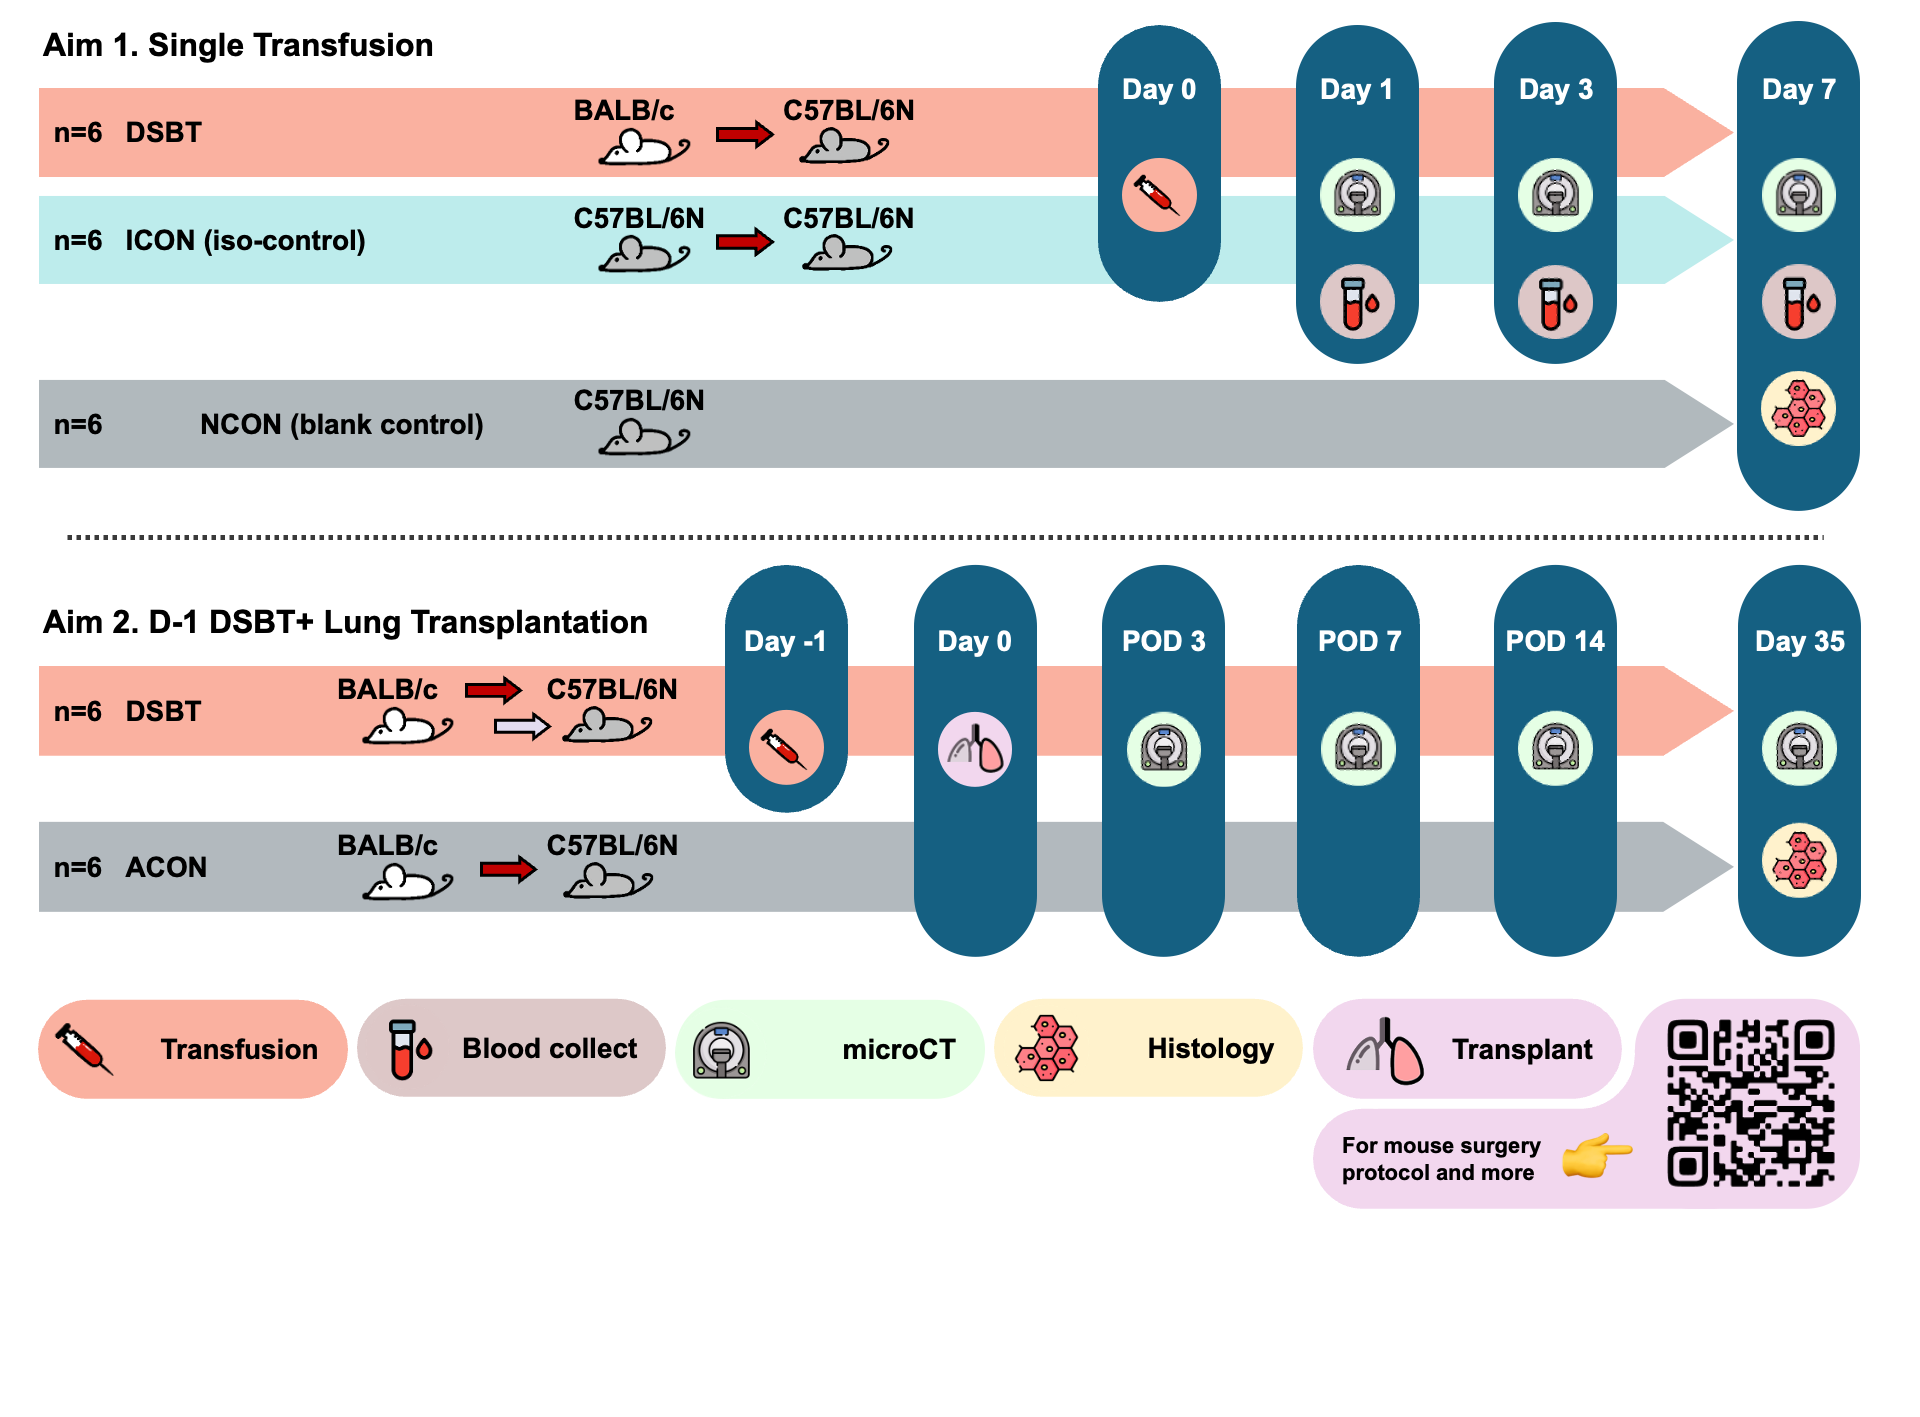 Aim 1. Single Transfusion
Day 0
Day 1
Day 3
Day 7
n=6 DSBT
BALB/c
C57BL/6N
n=6 ICON (iso-control)
C57BL/6N
C57BL/6N
n=6 NCON (blank control)
C57BL/6N
Aim 2. D-1 DSBT+ Lung Transplantation
Day -1
Day 0
POD 3
POD 7
POD 14
Day 35
n=6 DSBT
BALB/c
C57BL/6N
n=6 ACON
BALB/c
C57BL/6N
Transfusion
Blood collect
microCT
Histology
Transplant
For mouse surgery
protocol and more